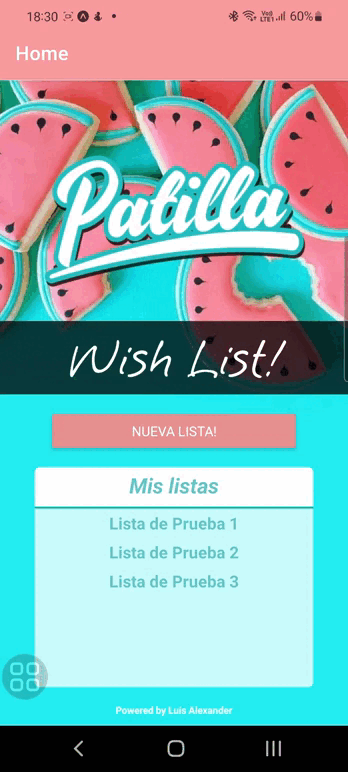 18:30
Vo) LTE1 60%
Home
Patilla
Wish List!
NUEVA LISTA!
Mis listas
Lista de Prueba 1
Lista de Prueba 2
Lista de Prueba 3
Powered by Luis Alexander